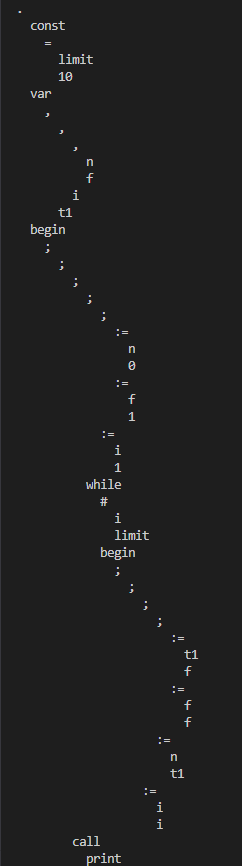 .
const
=
limit
10
var
,
,
,
n
f
i
t1
begin
;
;
;
;
;
:=
n
0
:=
f
1
:=
i
1
while
#
i
limit
begin
;
;
;
;
:=
t1
f
:=
f
f
:=
n
t1
:=
i
i
call
print